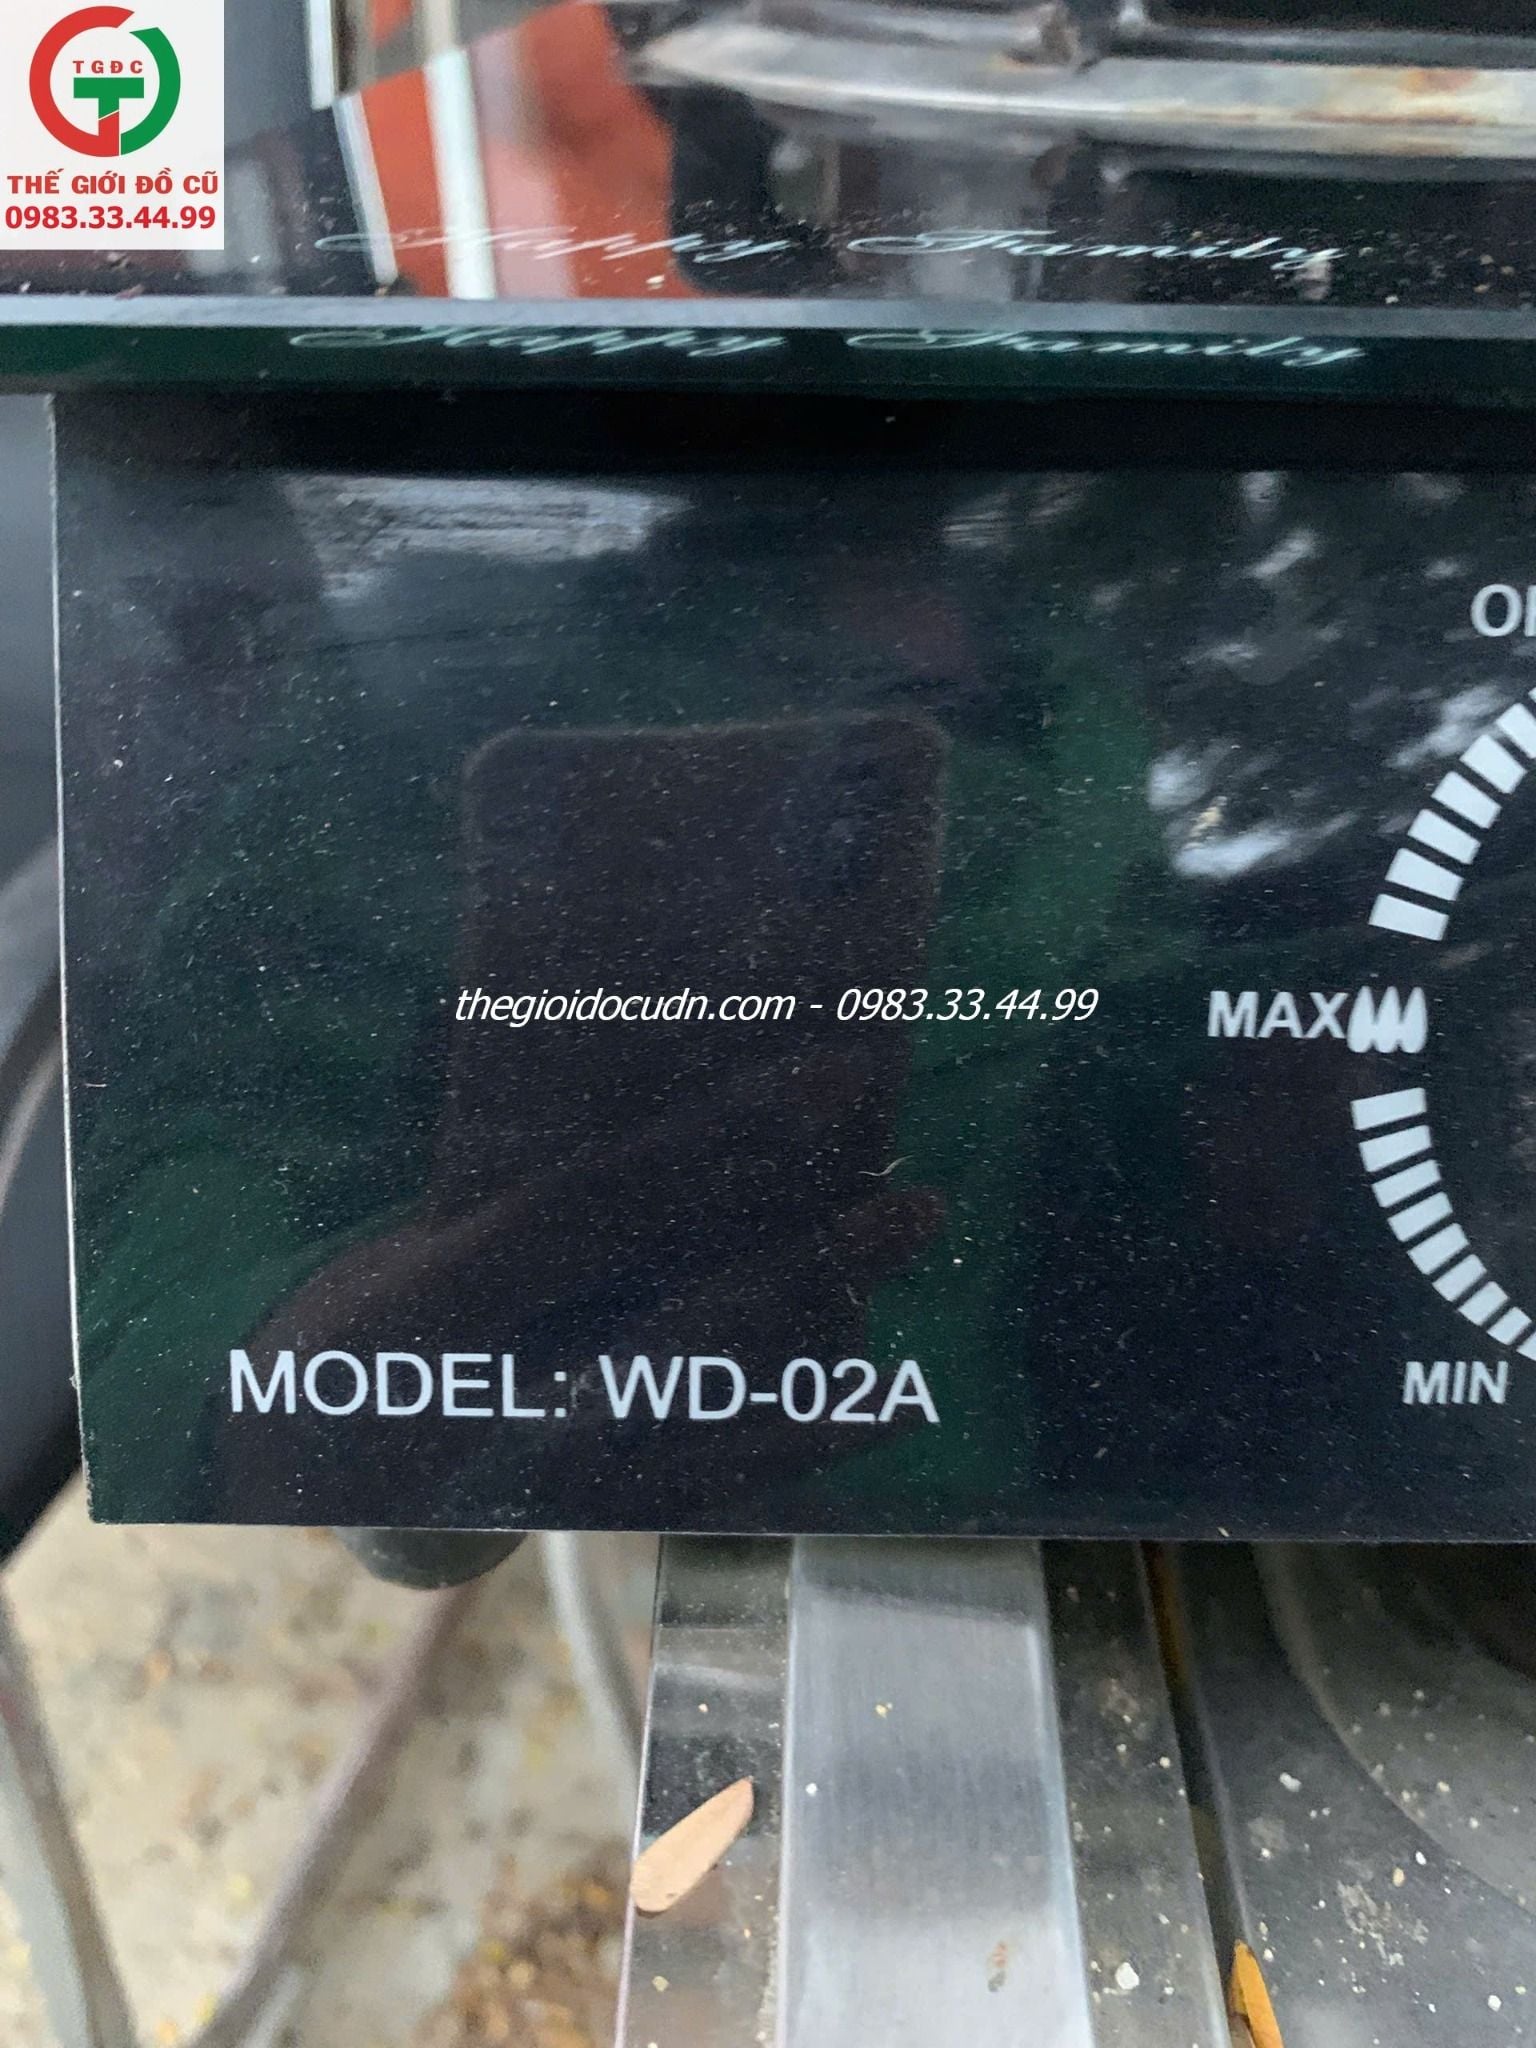 TGĐC
THẾ GIỚI ĐỒ CŨ
0983.33.44.99
Happy Family
Happy Family
thegioidocudn.com - 0983.33.44.99
MAX
MIN
MODEL: WD-02A